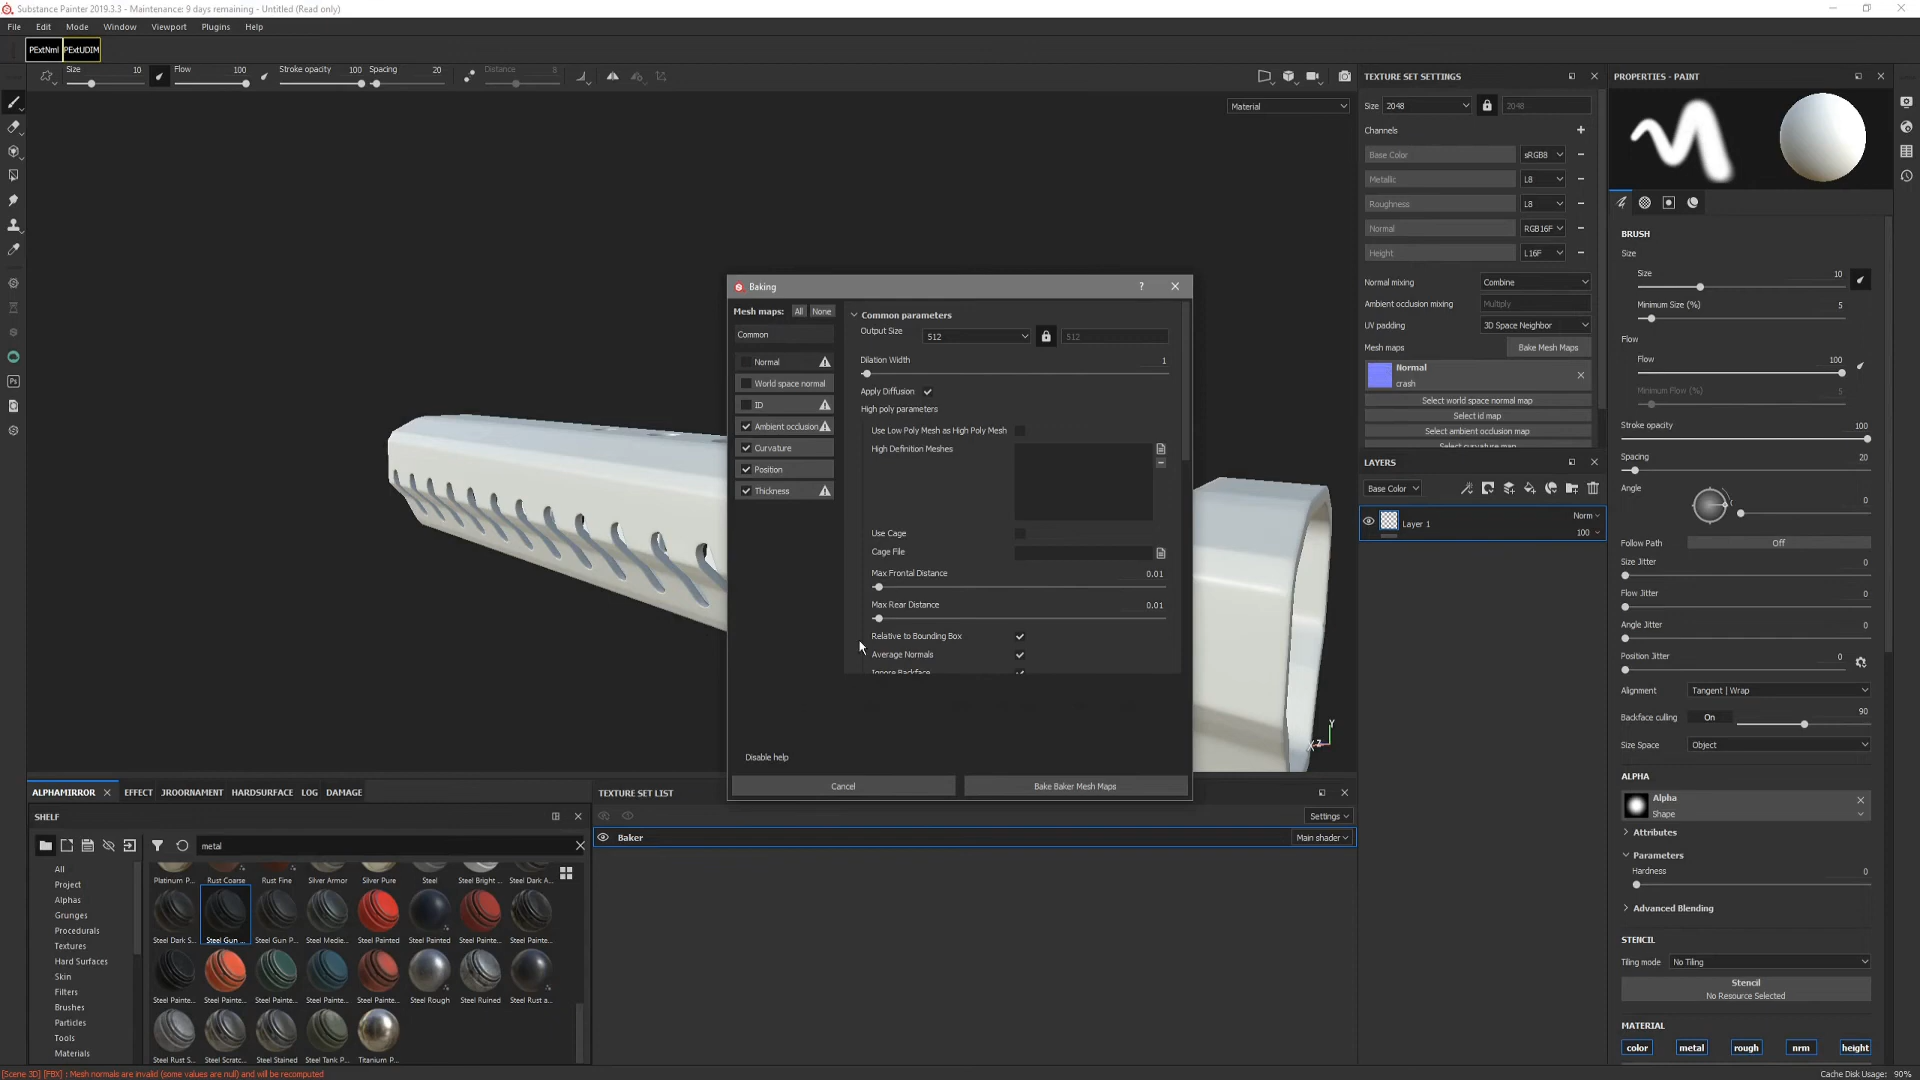 Substance Painter 2019.3.3 - Maintenance: 9 days remaining - Untitled (Read only)
File Edit Mode Window Viewport Plugins Help
PExtNml PExtUDIM
Size 10 Flow 100 Stroke opacity 100 Spacing 20 Distance 8
Material
TEXTURE SET SETTINGS
Size 2048 2048
Channels
Base Color sRGB8
Metallic L8
Roughness L8
Normal RGB16F
Height L16F
Normal mixing Combine
Ambient occlusion mixing Multiply
UV padding 3D Space Neighbor
Mesh maps Bake Mesh Maps
Normal
crash
Select world space normal map
Select id map
Select ambient occlusion map
Select curvature map
LAYERS
Base Color
Layer 1 Norm
100
PROPERTIES - PAINT
BRUSH
Size
Size 10
Minimum Size (%) 5
Flow
Flow 100
Minimum Flow (%) 5
Stroke opacity 100
Spacing 20
Angle 0
Follow Path Off
Size Jitter 0
Flow Jitter 0
Angle Jitter 0
Position Jitter 0
Alignment Tangent | Wrap
Backface culling On 90
Size Space Object
ALPHA
Alpha
Shape
Attributes
Parameters
Hardness 0
Advanced Blending
STENCIL
Tiling mode No Tiling
Stencil
No Resource Selected
MATERIAL
color metal rough nrm height
Baking ?
Mesh maps: All None
Common
Normal
World space normal
ID
Ambient occlusion
Curvature
Position
Thickness
Common parameters
Output Size 512 512
Dilation Width 1
Apply Diffusion
High poly parameters
Use Low Poly Mesh as High Poly Mesh
High Definition Meshes
Use Cage
Cage File
Max Frontal Distance 0.01
Max Rear Distance 0.01
Relative to Bounding Box
Average Normals
Ignore Backface
Disable help
Cancel Bake Baker Mesh Maps
Y
X Z
ALPHAMIRROR EFFECT JROORNAMENT HARDSURFACE LOG DAMAGE
SHELF
metal
All
Project
Alphas
Grunges
Procedurals
Textures
Hard Surfaces
Skin
Filters
Brushes
Particles
Tools
Materials
Platinum P... Rust Coarse Rust Fine Silver Armor Silver Pure Steel Steel Bright ... Steel Dark A...
Steel Dark S... Steel Gun ... Steel Gun P... Steel Medie... Steel Painted Steel Painted Steel Painte... Steel Painte...
Steel Painte... Steel Painte... Steel Painte... Steel Painte... Steel Painte... Steel Rough Steel Ruined Steel Rust a...
Steel Rust S... Steel Scratc... Steel Stained Steel Tank P... Titanium P...
TEXTURE SET LIST
Settings
Baker Main shader
[Scene 3D] [FBX] : Mesh normals are invalid (some values are null) and will be recomputed
Cache Disk Usage: 90%